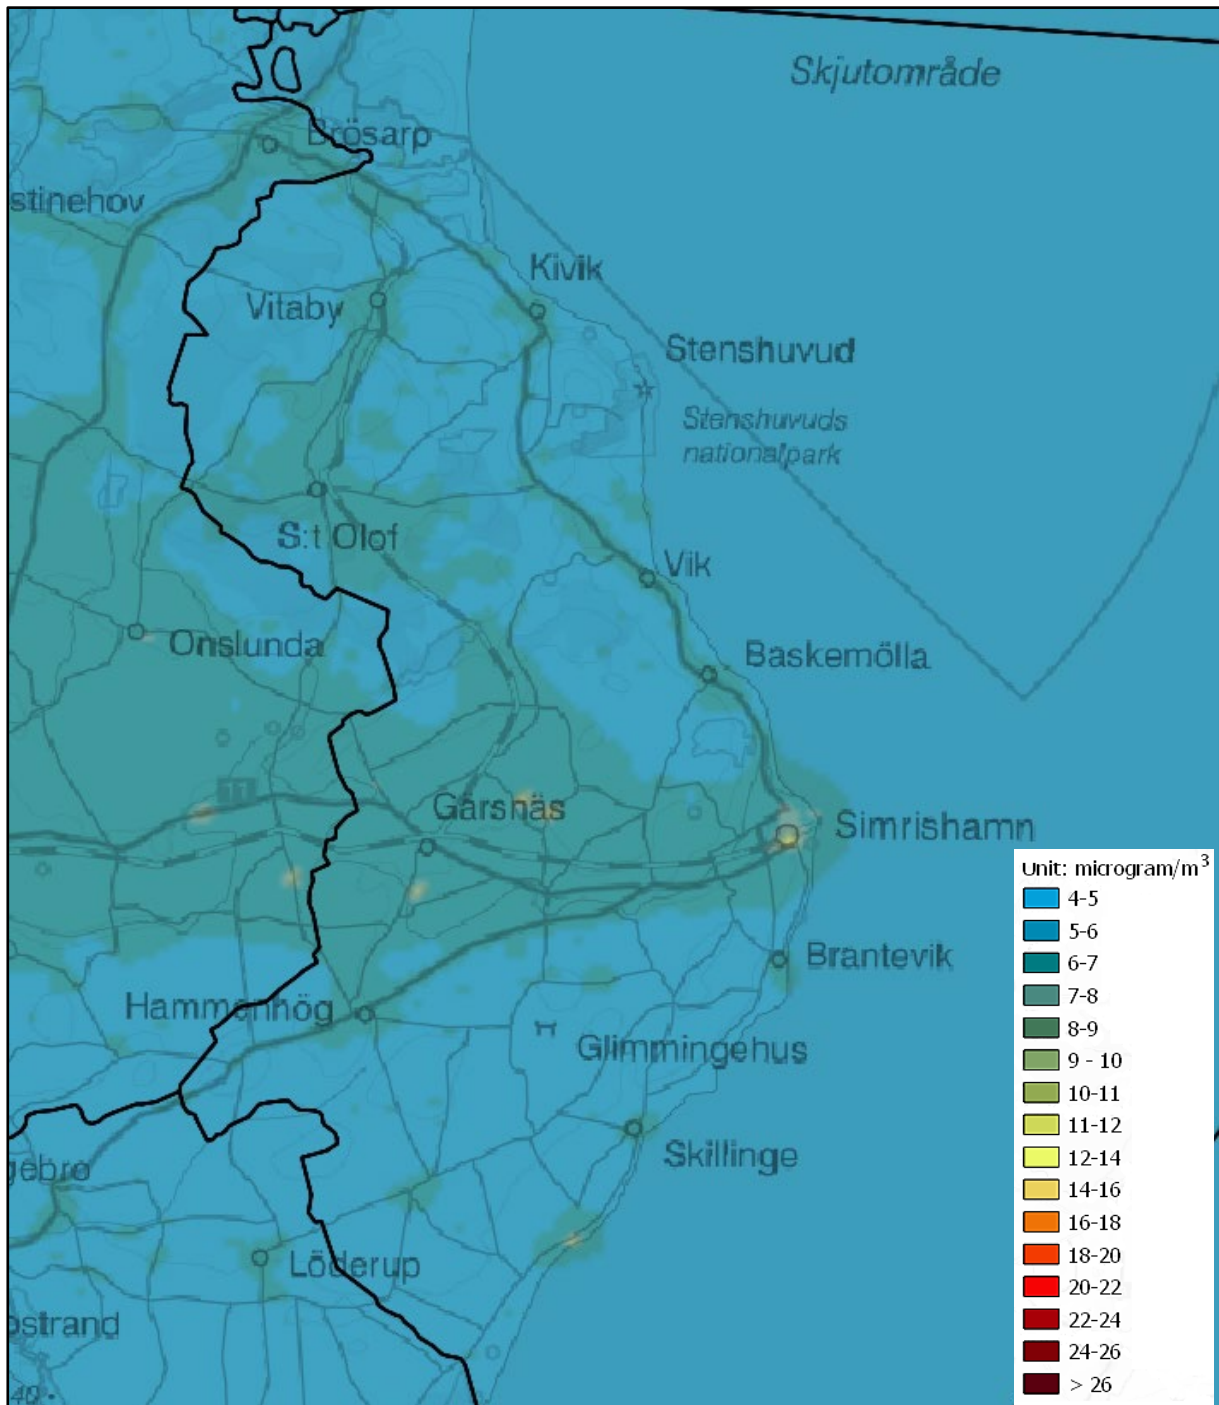 Skjutområde
Brösarp
stinehov
Kivik
Vitaby
Stenshuvud
Stenshuvuds
nationalpark
S:t Olof
Vik
Onslunda
Baskemölla
11
Gärsnäs
Simrishamn
Unit: microgram/m³
4-5
5-6
6-7
7-8
8-9
9 - 10
10-11
11-12
12-14
14-16
16-18
18-20
20-22
22-24
24-26
> 26
Brantevik
Hammenhög
Glimmingehus
Skillinge
gebro
Löderup
ostrand
40